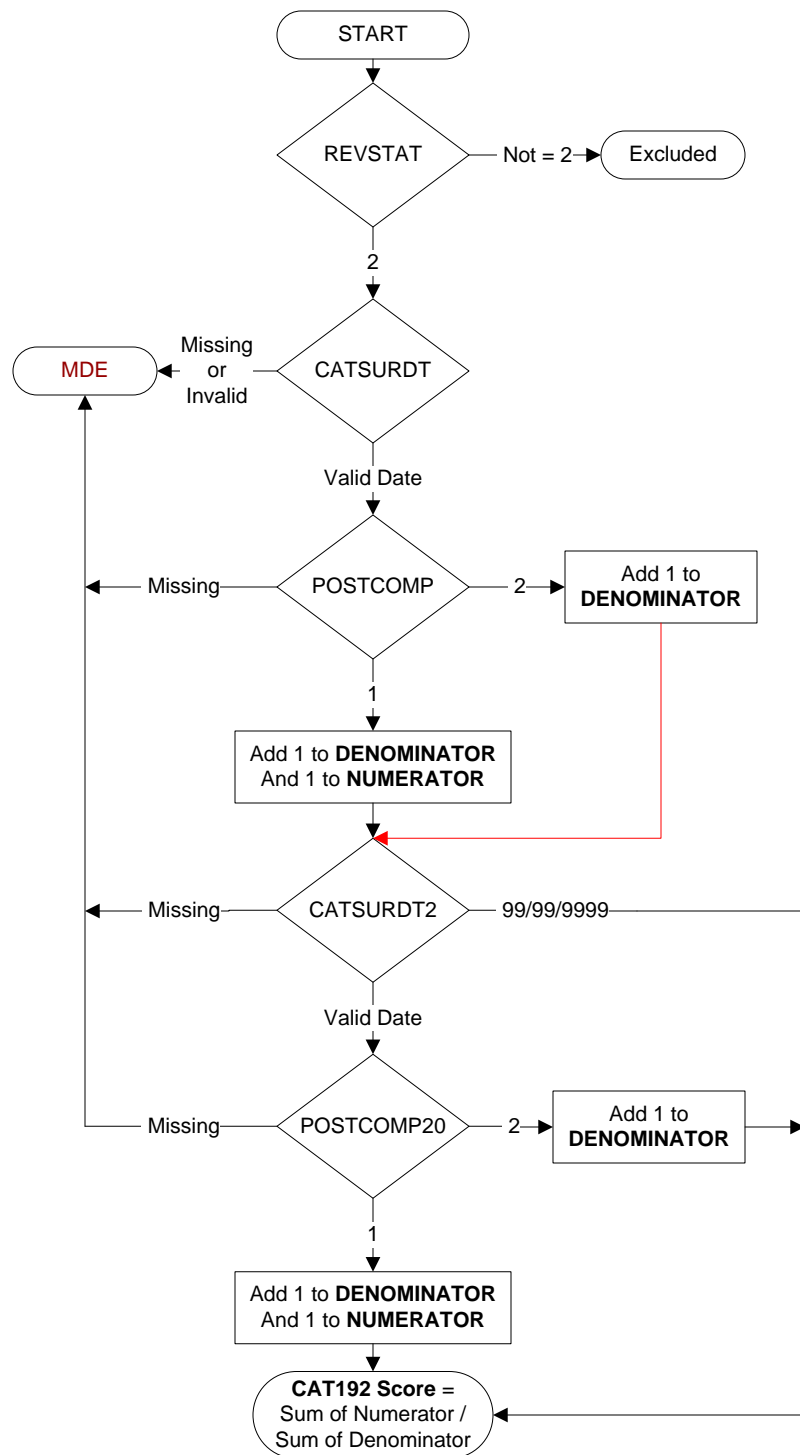 START
REVSTAT
Not = 2
Excluded
2
Missing
or
Invalid
MDE
CATSURDT
Valid Date
Missing
POSTCOMP
2
Add 1 to
DENOMINATOR
1
Add 1 to DENOMINATOR
And 1 to NUMERATOR
Missing
CATSURDT2
99/99/9999
Valid Date
Missing
POSTCOMP20
2
Add 1 to
DENOMINATOR
1
Add 1 to DENOMINATOR
And 1 to NUMERATOR
CAT192 Score =
Sum of Numerator /
Sum of Denominator